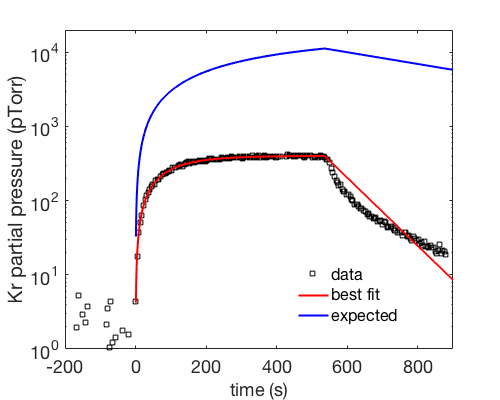 10^4
10^3
10^2
10^1
10^0
Kr partial pressure (pTorr)
data
best fit
expected
-200 0 200 400 600 800
time (s)